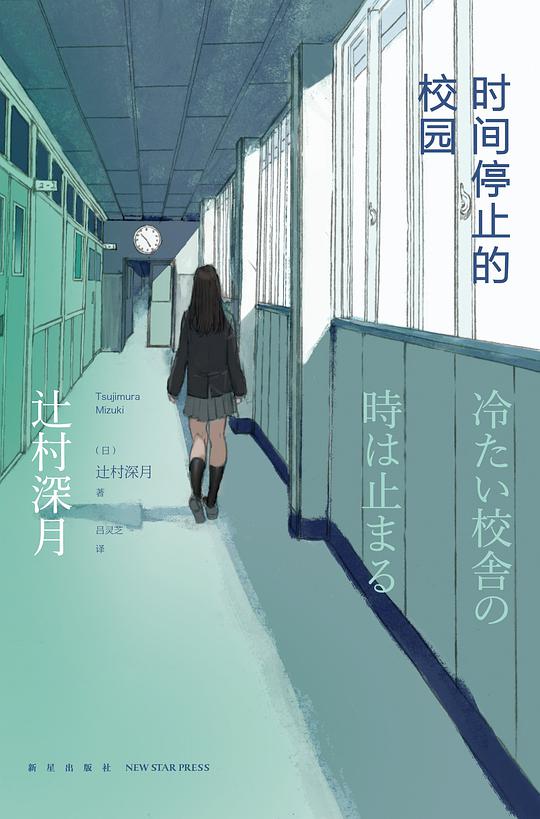 时间停止的
校园
冷たい校舎の
時は止まる
辻村深月
Tsujimura
Mizuki
（日）
辻村深月
著
吕灵芝
译
新星出版社 NEW STAR PRESS